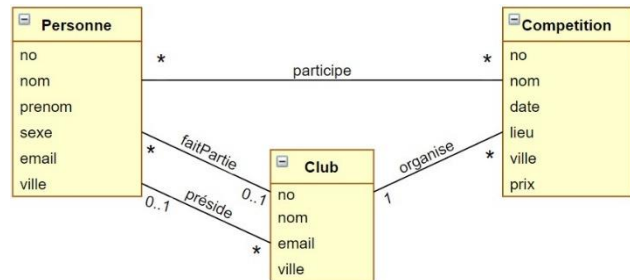 Personne
no
nom
prenom
sexe
email
ville
* participe *
Competition
no
nom
date
lieu
ville
prix
* faitPartie 0..1
0..1 préside *
Club
no
nom
email
ville
1 organise *